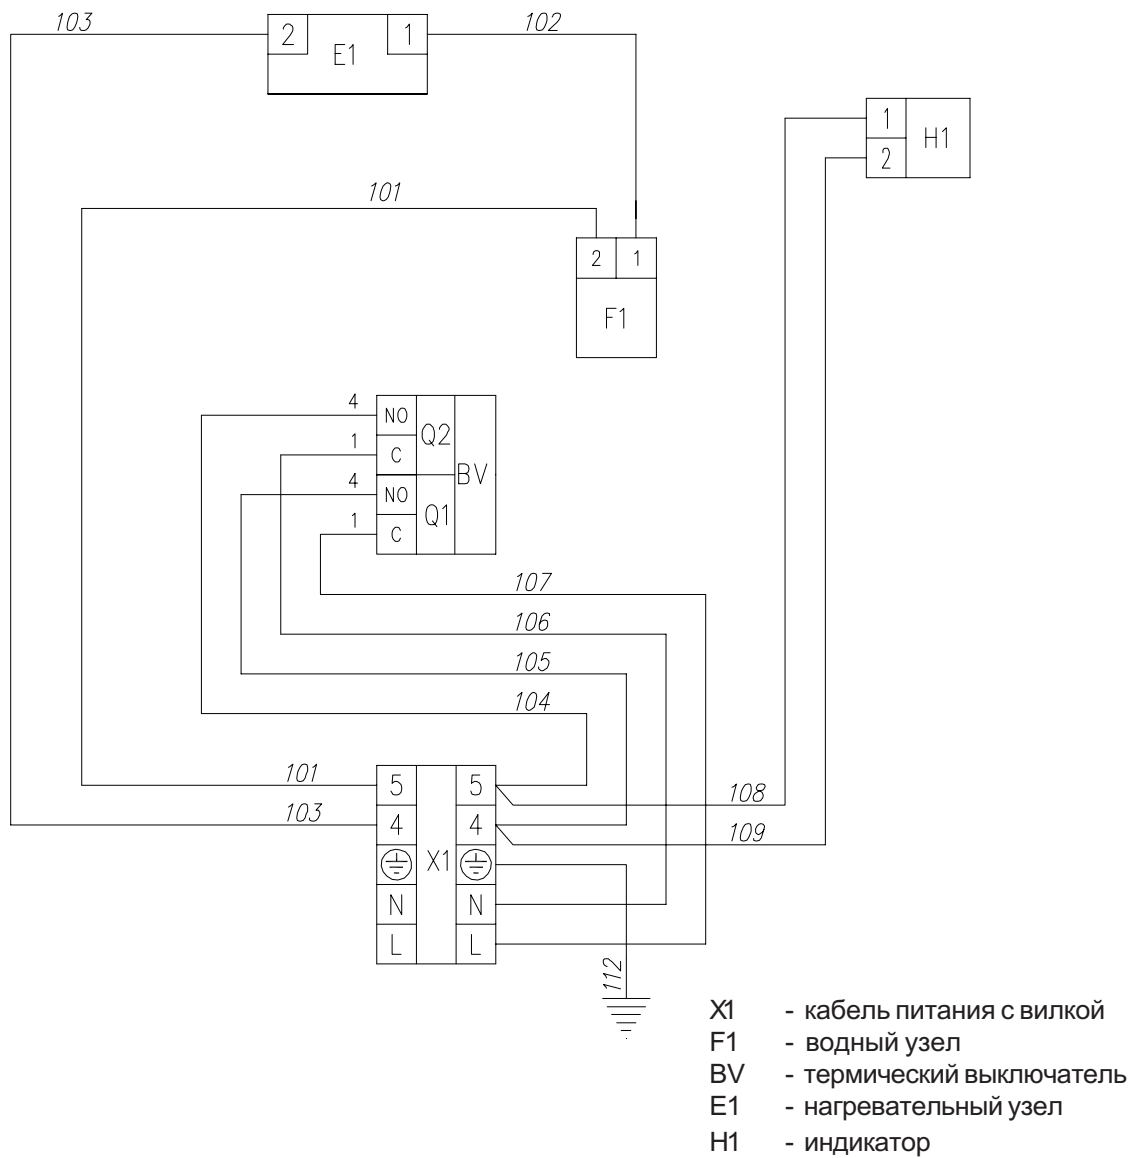 103
2
E1
1
102
1
H1
2
101
2
1
F1
4
NO
Q2
1
C
BV
4
NO
Q1
1
C
107
106
105
104
101
5
5
108
103
4
4
109
X1
N
N
L
L
112
X1 - кабель питания с вилкой
F1 - водный узел
BV - термический выключатель
E1 - нагревательный узел
H1 - индикатор